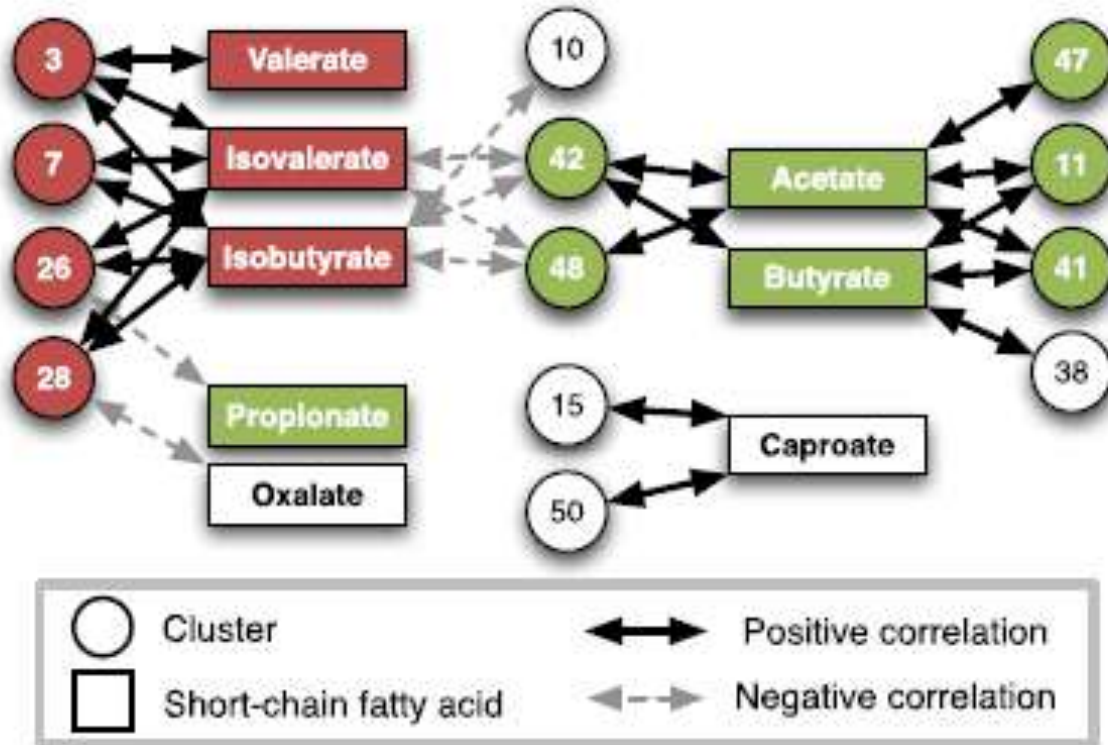 3
Valerate
10
47
7
Isovalerate
42
Acetate
11
26
Isobutyrate
48
Butyrate
41
28
Propionate
15
38
Oxalate
Caproate
50
Cluster
Positive correlation
Short-chain fatty acid
Negative correlation